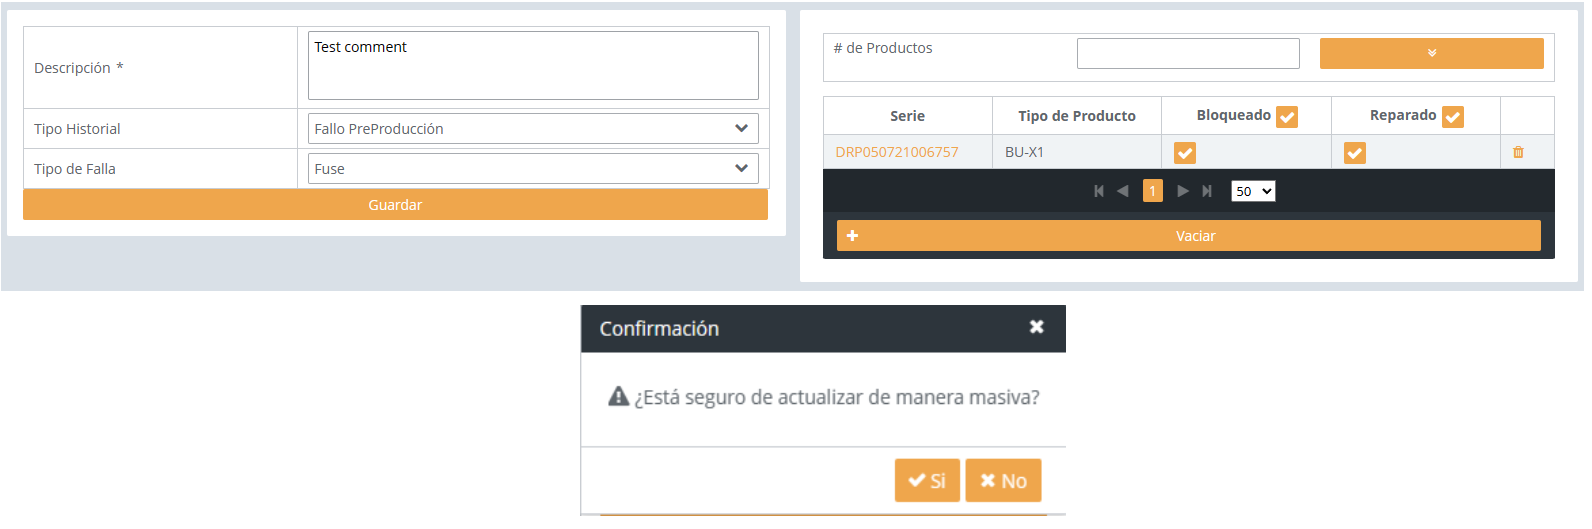 Descripción *
Test comment
Tipo Historial
Fallo PreProducción
Tipo de Falla
Fuse
Guardar
# de Productos
Serie Tipo de Producto Bloqueado Reparado
DRP050721006757 BU-X1
1 50
Vaciar
Confirmación
¿Está seguro de actualizar de manera masiva?
Si No